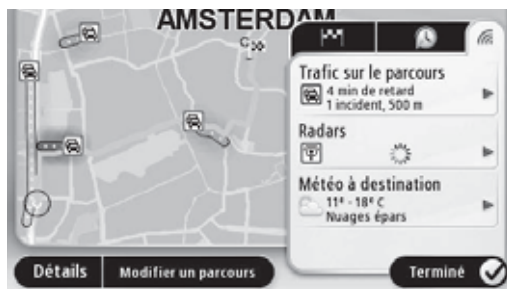 AMSTERDAM
Trafic sur le parcours
4 min de retard
1 incident, 500 m
Radars
Météo à destination
11° - 18° C
Nuages épars
Détails
Modifier un parcours
Terminé